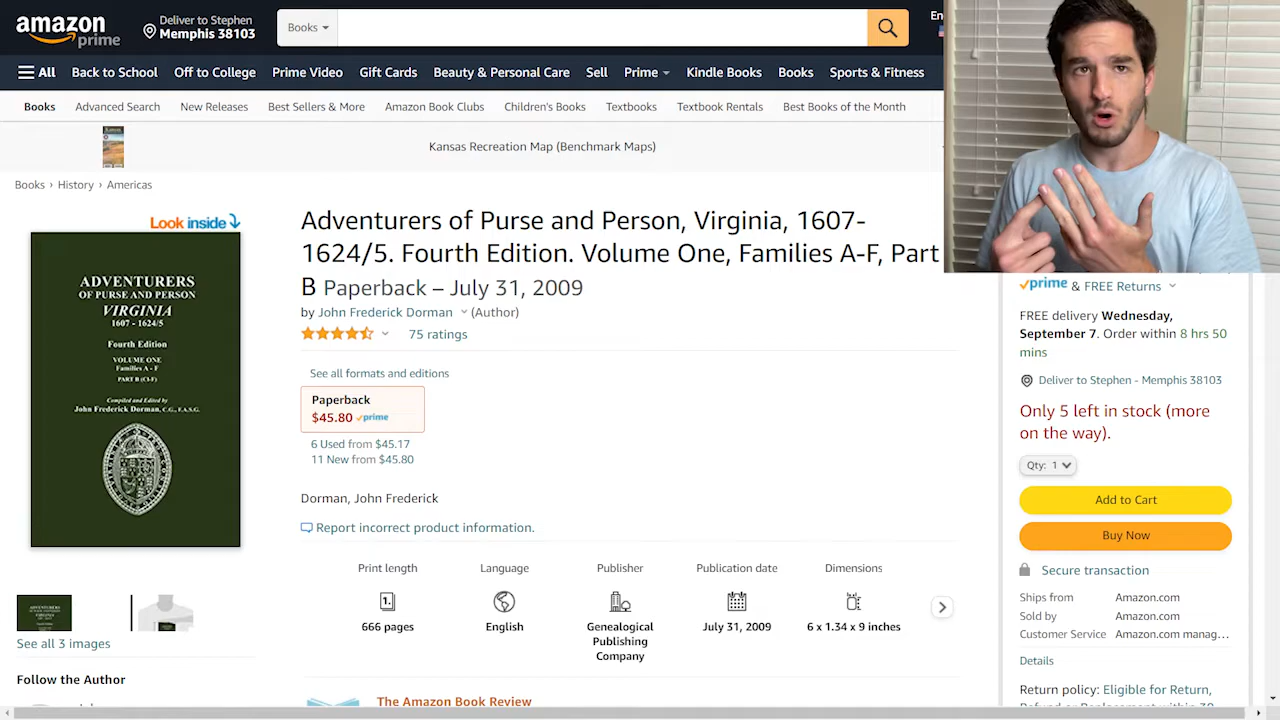 amazon
prime
Deliver to Stephen
Memphis 38103
Books
En
All
Back to School
Off to College
Prime Video
Gift Cards
Beauty & Personal Care
Sell
Prime
Kindle Books
Books
Sports & Fitness
Books
Advanced Search
New Releases
Best Sellers & More
Amazon Book Clubs
Children's Books
Textbooks
Textbook Rentals
Best Books of the Month
Kansas Recreation Map (Benchmark Maps)
Books › History › Americas
Look inside
ADVENTURERS
OF PURSE AND PERSON
VIRGINIA
1607 - 1624/5
Fourth Edition
VOLUME ONE
Families A - F
PART B (Cl-F)
Compiled and Edited by
John Frederick Dorman, C.G., F.A.S.G.
See all 3 images
Follow the Author
Adventurers of Purse and Person, Virginia, 1607-
1624/5. Fourth Edition. Volume One, Families A-F, Part
B Paperback – July 31, 2009
by John Frederick Dorman (Author)
75 ratings
See all formats and editions
Paperback
$45.80 prime
6 Used from $45.17
11 New from $45.80
Dorman, John Frederick
Report incorrect product information.
Print length
666 pages
Language
English
Publisher
Genealogical
Publishing
Company
Publication date
July 31, 2009
Dimensions
6 x 1.34 x 9 inches
The Amazon Book Review
prime & FREE Returns
FREE delivery Wednesday,
September 7. Order within 8 hrs 50
mins
Deliver to Stephen - Memphis 38103
Only 5 left in stock (more
on the way).
Qty: 1
Add to Cart
Buy Now
Secure transaction
Ships from Amazon.com
Sold by Amazon.com
Customer Service Amazon.com manag…
Details
Return policy: Eligible for Return,
Refund or Replacement within 30